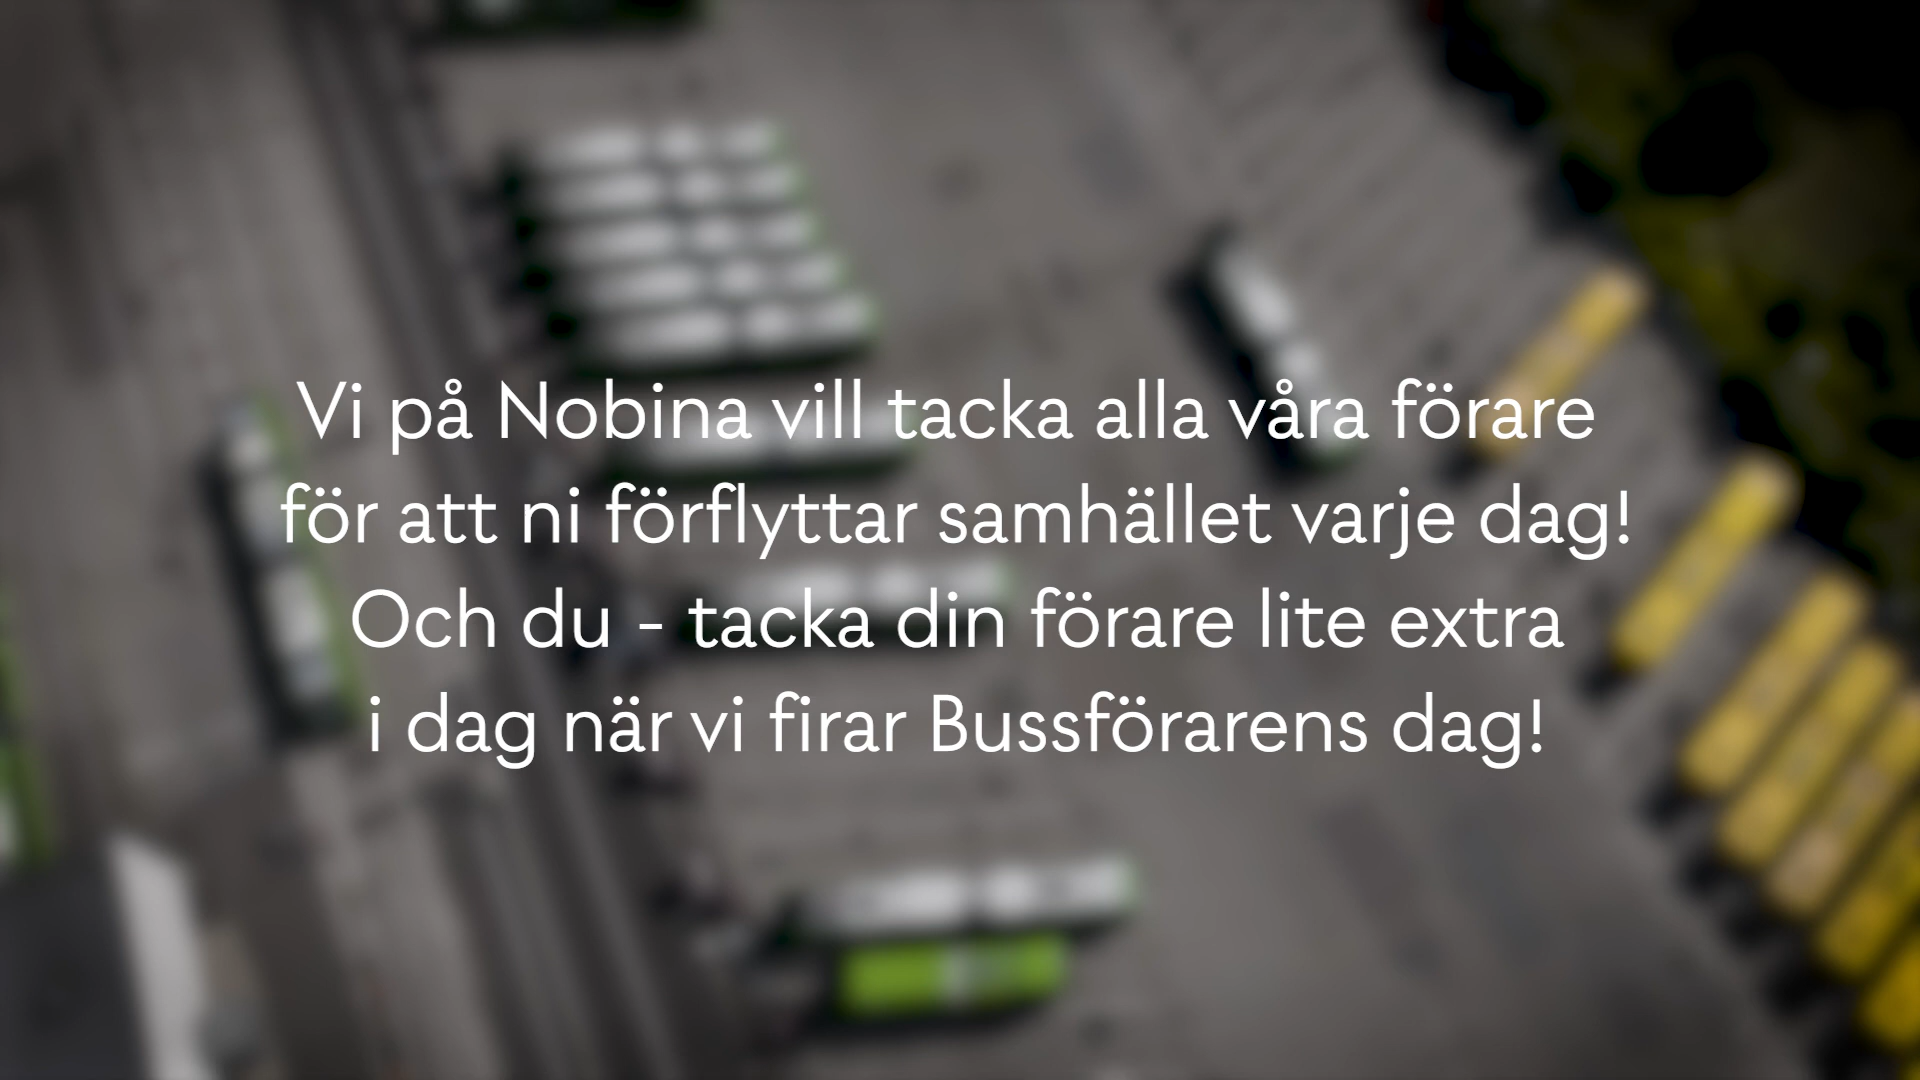 Vi på Nobina vill tacka alla våra förare
för att ni förflyttar samhället varje dag!
Och du - tacka din förare lite extra
i dag när vi firar Bussförarens dag!